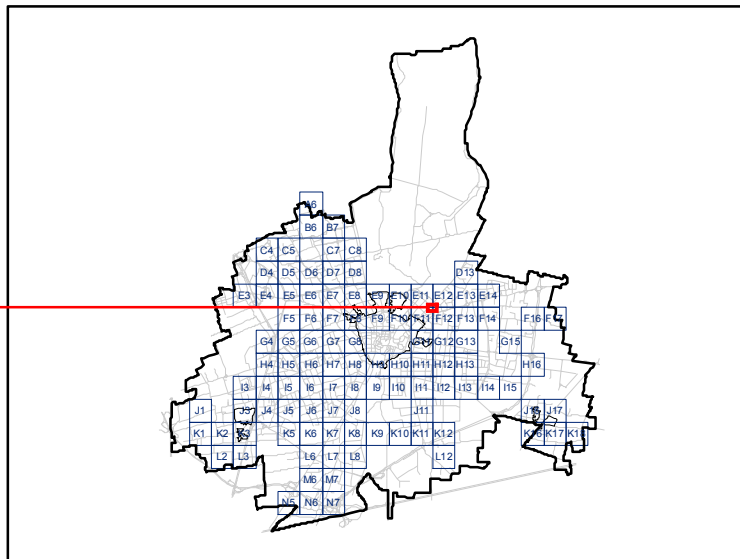 A6
B6 B7
C4 C5 C7 C8
D4 D5 D6 D7 D8 D13
E3 E4 E5 E6 E7 E8 E9 E10 E11 E12 E13 E14
F5 F6 F7 F9 F10 F11 F12 F13 F14 F16
G4 G5 G6 G7 G8 G12 G13 G15
H4 H5 H6 H7 H8 H9 H10 H11 H12 H13 H16
I3 I4 I5 I6 I7 I8 I9 I10 I11 I12 I13 I14 I15
J1 J3 J4 J5 J6 J7 J8 J11 J17
K1 K2 K5 K6 K7 K8 K9 K10 K11 K12 K16 K17 K18
L2 L3 L6 L7 L8 L12
M6 M7
N5 N6 N7